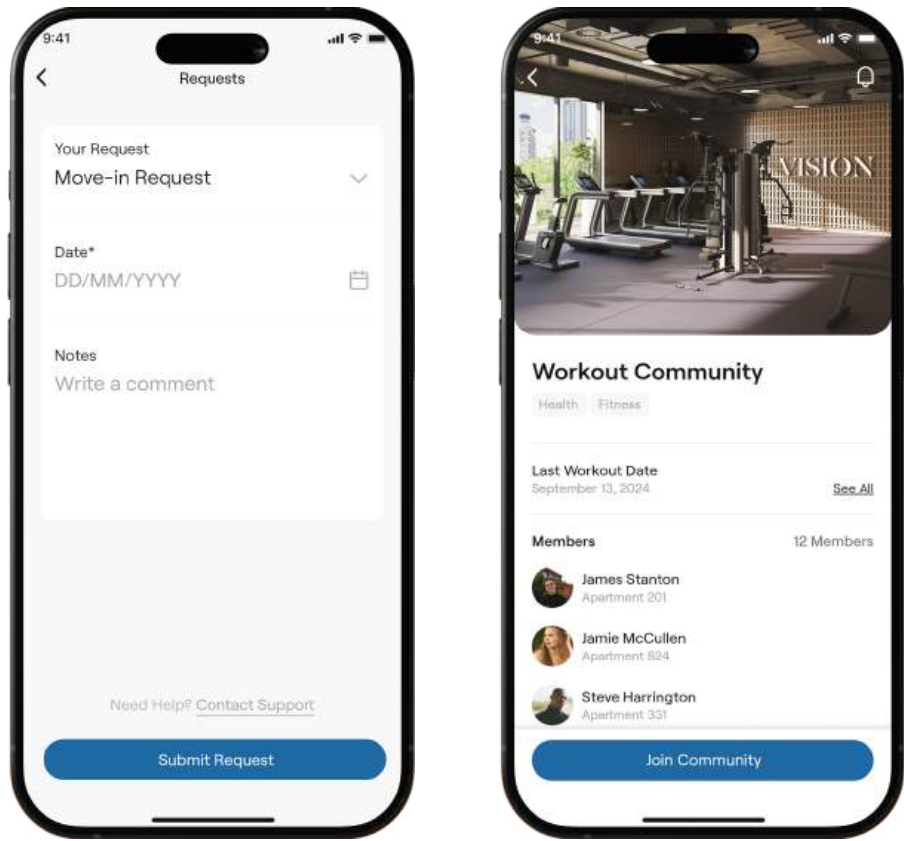 9:41
Requests
Your Request
Move-in Request
Date*
DD/MM/YYYY
Notes
Write a comment
Need Help? Contact Support
Submit Request
9:41
VISION
Workout Community
Health Fitness
Last Workout Date
September 13, 2024
See All
Members
12 Members
James Stanton
Apartment 201
Jamie McCullen
Apartment 624
Steve Harrington
Apartment 331
Join Community